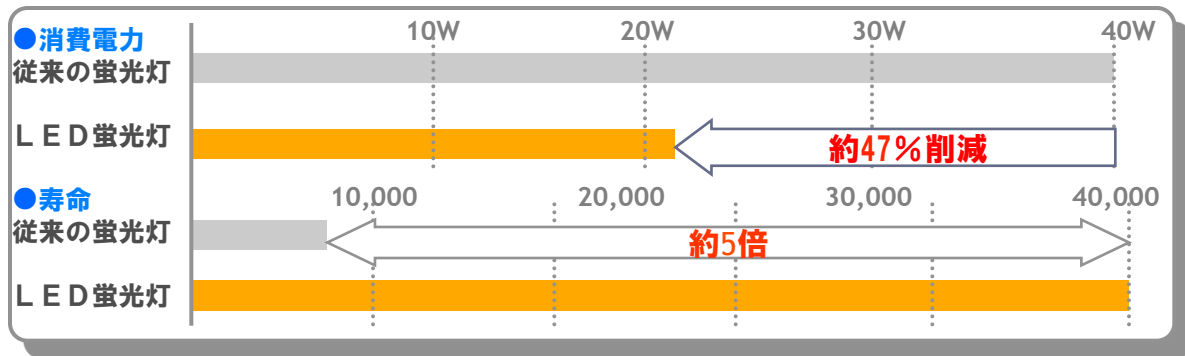 ●消費電力 10W 20W 30W 40W
従来の蛍光灯
ＬＥＤ蛍光灯 約47％削減
●寿命 10,000 20,000 30,000 40,000
従来の蛍光灯 約5倍
ＬＥＤ蛍光灯